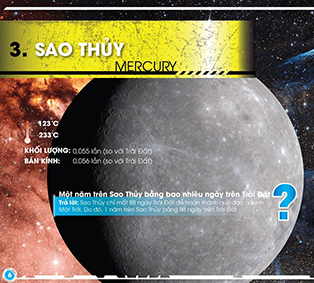 3. SAO THỦY
MERCURY
123°C
-233°C
KHỐI LƯỢNG: 0,055 lần (so với Trái Đất)
BÁN KÍNH: 0,056 lần (so với Trái Đất)
Một năm trên Sao Thủy bằng bao nhiêu ngày trên Trái Đất
?
Trả lời: Sao Thủy chỉ mất 88 ngày Trái Đất để hoàn thành quỹ đạo quanh
Mặt Trời. Do đó, 1 năm trên Sao Thủy bằng 88 ngày trên Trái Đất
6